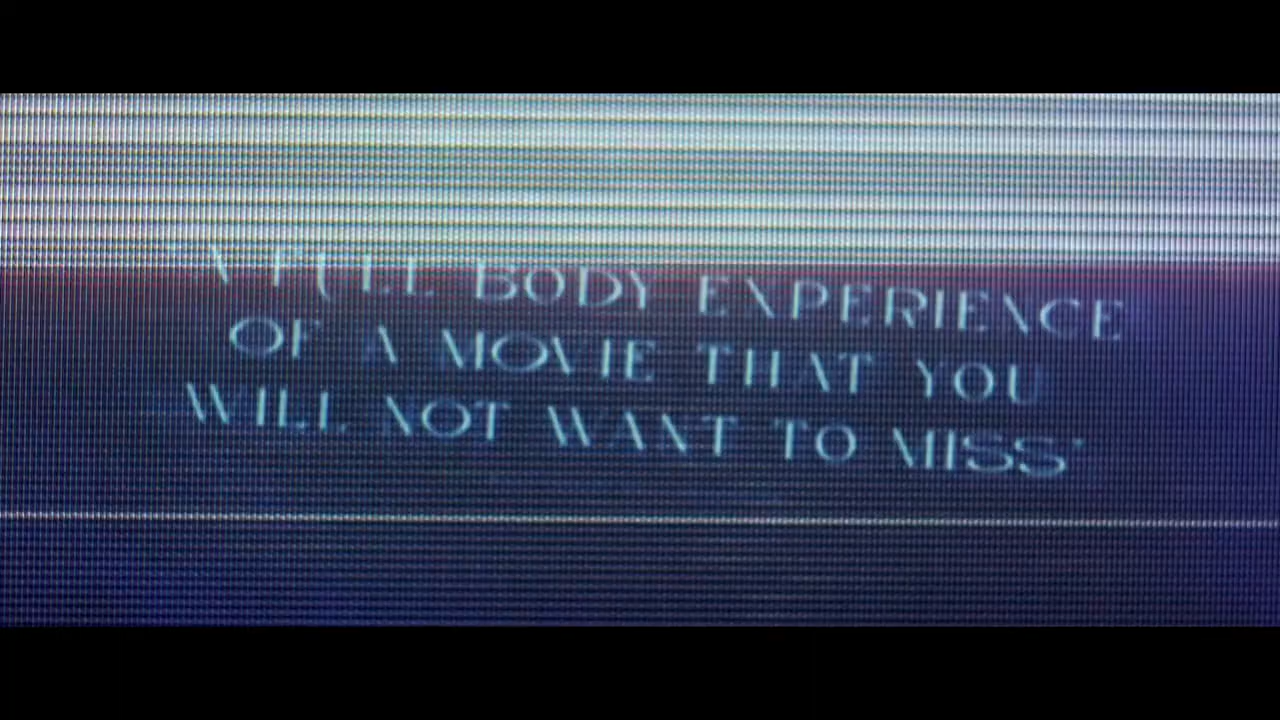 A FULL BODY EXPERIENCE
OF A MOVIE THAT YOU
WILL NOT WANT TO MISS'